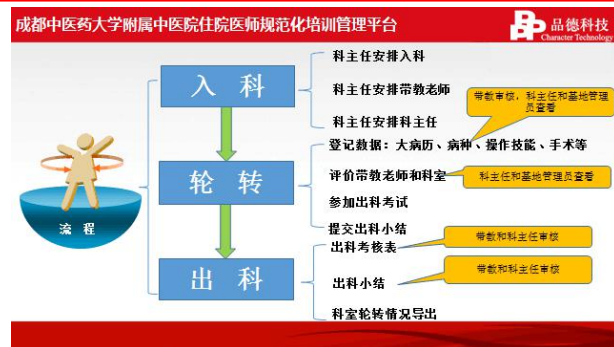 成都中医药大学附属中医院住院医师规范化培训管理平台
品德科技
Character Technology
流 程
入 科
科主任安排入科
科主任安排带教老师
科主任安排科主任
轮 转
登记数据：大病历、病种、操作技能、手术等
带教审核，科主任和基地管理
员查看
评价带教老师和科室
科主任和基地管理员查看
参加出科考试
提交出科小结
出 科
出科考核表
带教和科主任审核
出科小结
带教和科主任审核
科室轮转情况导出